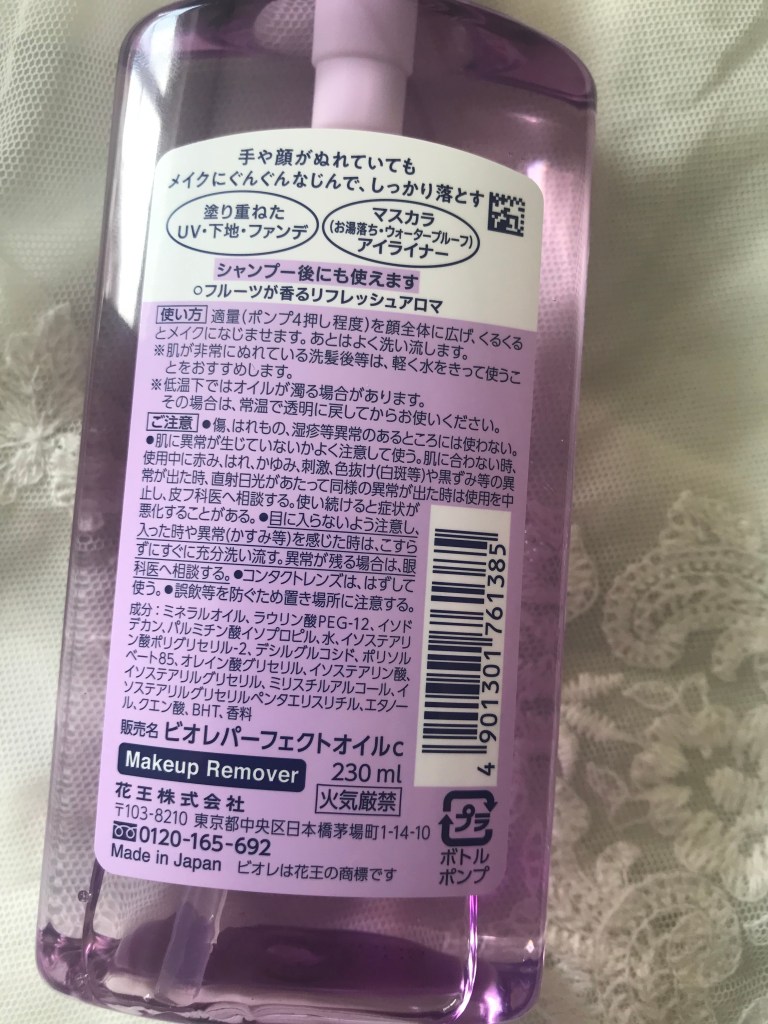 手や顔がぬれていても
メイクにぐんぐんなじんで、しっかり落とす
塗り重ねた
UV・下地・ファンデ
マスカラ
(お湯落ち・ウォータープルーフ)
アイライナー
シャンプー後にも使えます
○フルーツが香るリフレッシュアロマ
使い方 適量(ポンプ4押し程度)を顔全体に広げ、くるくる
とメイクになじませます。あとはよく洗い流します。
※肌が非常にぬれている洗髪後等は、軽く水をきって使うこ
とをおすすめします。
※低温下ではオイルが濁る場合があります。
その場合は、常温で透明に戻してからお使いください。
ご注意 ●傷、はれもの、湿疹等異常のあるところには使わない。
●肌に異常が生じていないかよく注意して使う。肌に合わない時、
使用中に赤み、はれ、かゆみ、刺激、色抜け(白斑等)や黒ずみ等の異
常が出た時、直射日光があたって同様の異常が出た時は使用を中
止し、皮フ科医へ相談する。使い続けると症状が
悪化することがある。●目に入らないよう注意し、
入った時や異常(かすみ等)を感じた時は、こすら
ずにすぐに充分洗い流す。異常が残る場合は、眼
科医へ相談する。●コンタクトレンズは、はずして
使う。●誤飲等を防ぐため置き場所に注意する。
成分:ミネラルオイル、ラウリン酸PEG-12、イソド
デカン、パルミチン酸イソプロピル、水、イソステアリ
ン酸ポリグリセリル-2、デシルグルコシド、ポリソル
ベート85、オレイン酸グリセリル、イソステアリン酸、
イソステアリルグリセリル、ミリスチルアルコール、イ
ソステアリルグリセリルペンタエリスリチル、エタノー
ル、クエン酸、BHT、香料
販売名 ビオレパーフェクトオイルc
Makeup Remover 230 ml
花王株式会社 火気厳禁
〒103-8210 東京都中央区日本橋茅場町1-14-10
0120-165-692
Made in Japan ビオレは花王の商標です
4 901301 761385
プラ
ボトル
ポンプ